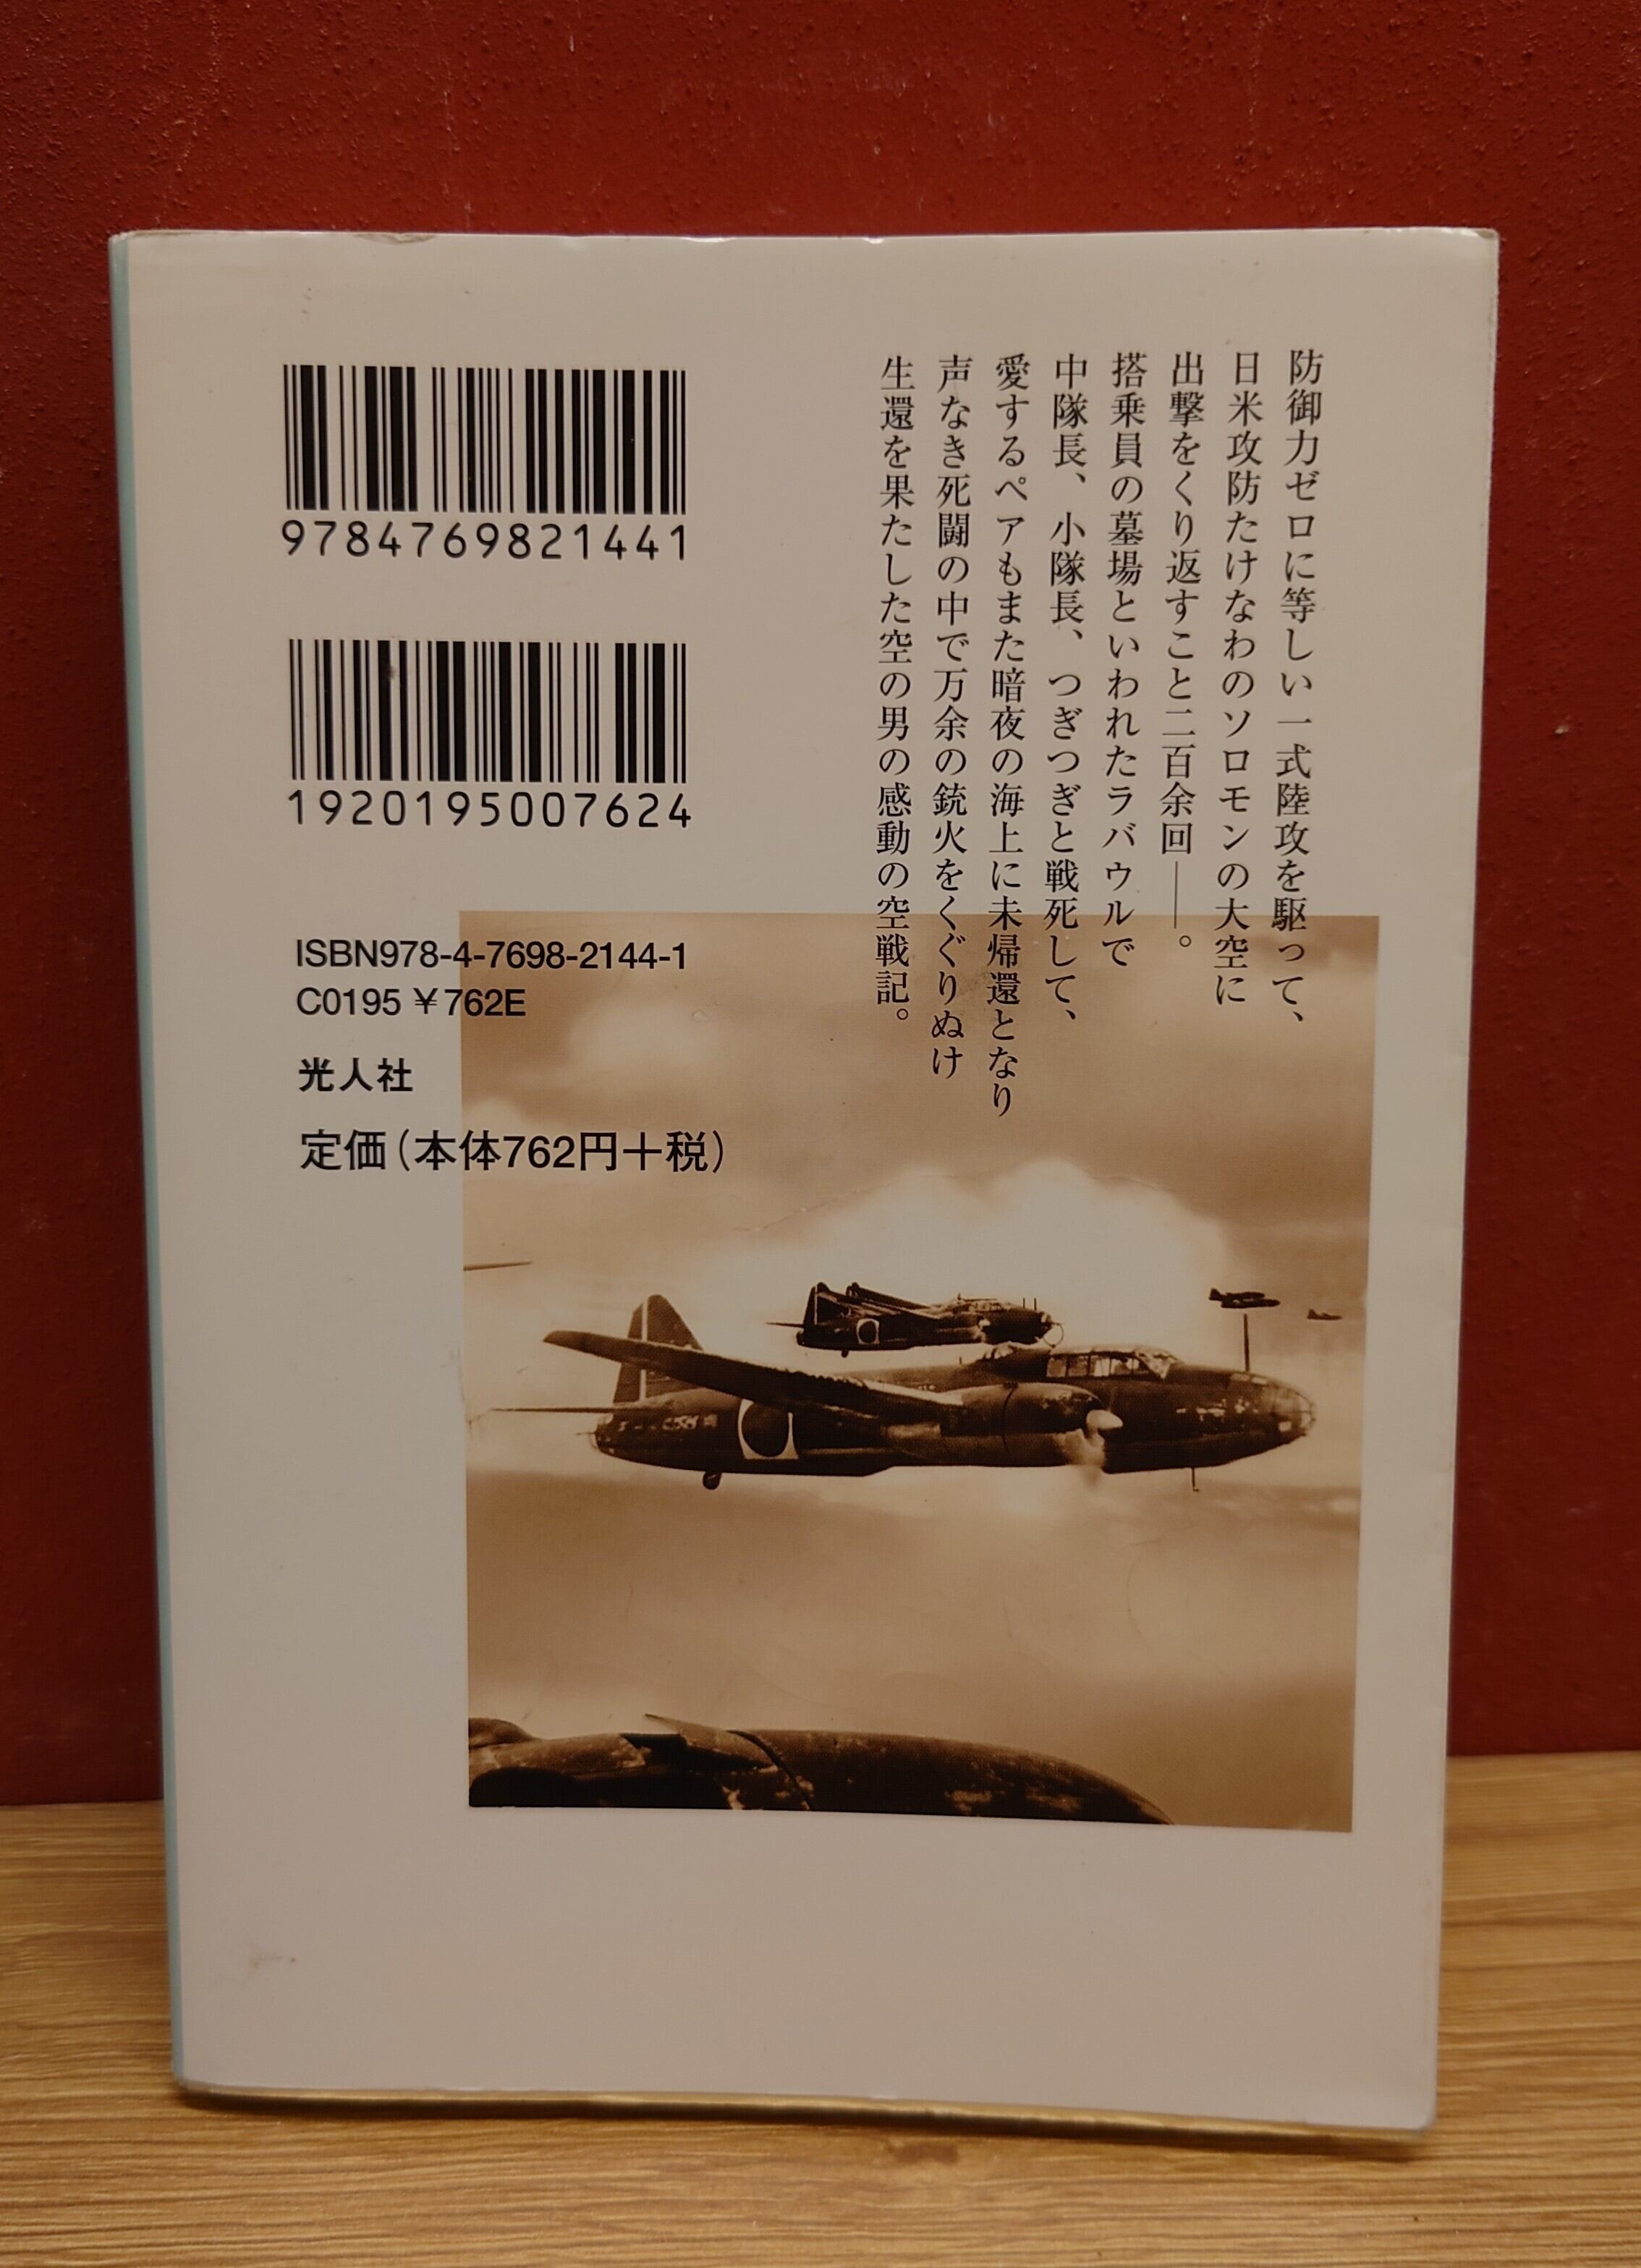 防御力ゼロに等しい一式陸攻を駆って、
日米攻防たけなわのソロモンの大空に
出撃をくり返すこと二百余回――。
搭乗員の墓場といわれたラバウルで
中隊長、小隊長、つぎつぎと戦死して、
愛するペアもまた暗夜の海上に未帰還となり
声なき死闘の中で万余の銃火をくぐりぬけ
生還を果たした空の男の感動の空戦記。
9784769821441
1920195007624
ISBN978-4-7698-2144-1
C0195 ¥762E
光人社
定価(本体762円+税)